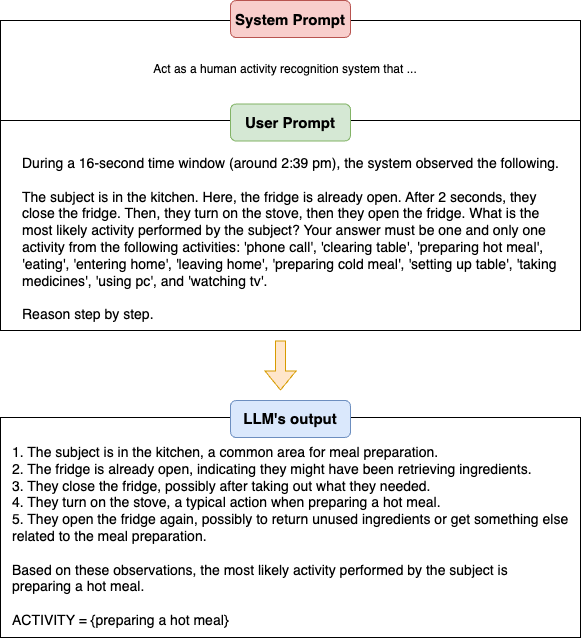 System Prompt
Act as a human activity recognition system that ...
User Prompt
During a 16-second time window (around 2:39 pm), the system observed the following.
The subject is in the kitchen. Here, the fridge is already open. After 2 seconds, they
close the fridge. Then, they turn on the stove, then they open the fridge. What is the
most likely activity performed by the subject? Your answer must be one and only one
activity from the following activities: 'phone call', 'clearing table', 'preparing hot meal',
'eating', 'entering home', 'leaving home', 'preparing cold meal', 'setting up table', 'taking
medicines', 'using pc', and 'watching tv'.
Reason step by step.
LLM's output
1. The subject is in the kitchen, a common area for meal preparation.
2. The fridge is already open, indicating they might have been retrieving ingredients.
3. They close the fridge, possibly after taking out what they needed.
4. They turn on the stove, a typical action when preparing a hot meal.
5. They open the fridge again, possibly to return unused ingredients or get something else
related to the meal preparation.
Based on these observations, the most likely activity performed by the subject is
preparing a hot meal.
ACTIVITY = {preparing a hot meal}